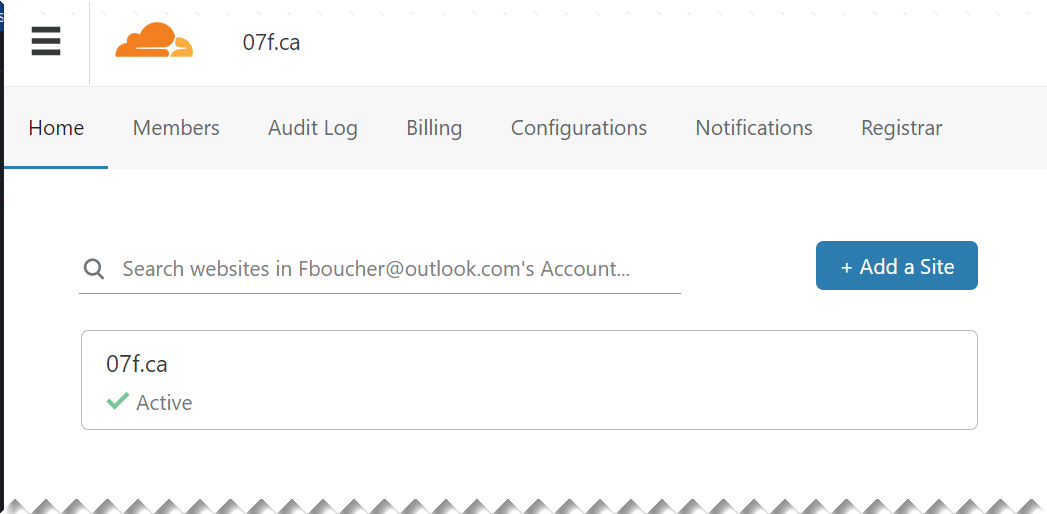 07f.ca
Home Members Audit Log Billing Configurations Notifications Registrar
Search websites in Fboucher@outlook.com's Account...
+ Add a Site
07f.ca
Active